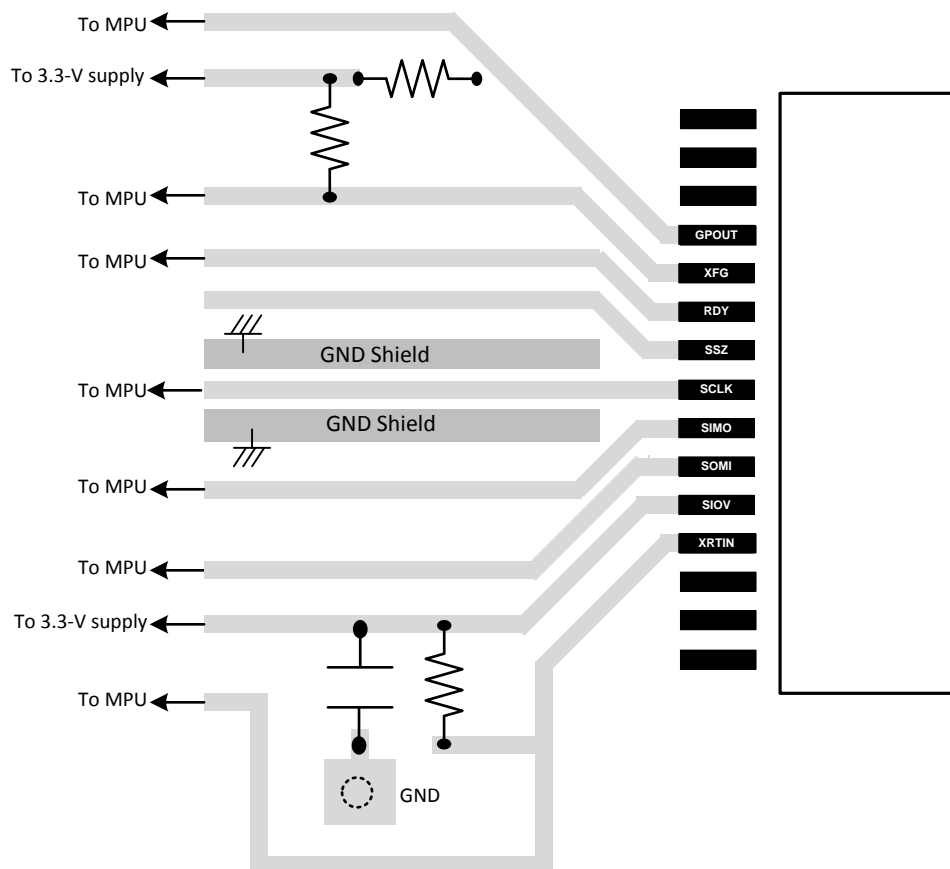 To MPU
To 3.3-V supply
To MPU
GPOUT
To MPU
XFG
RDY
SSZ
GND Shield
To MPU
SCLK
GND Shield
SIMO
SOMI
To MPU
SIOV
XRTIN
To MPU
To 3.3-V supply
To MPU
GND